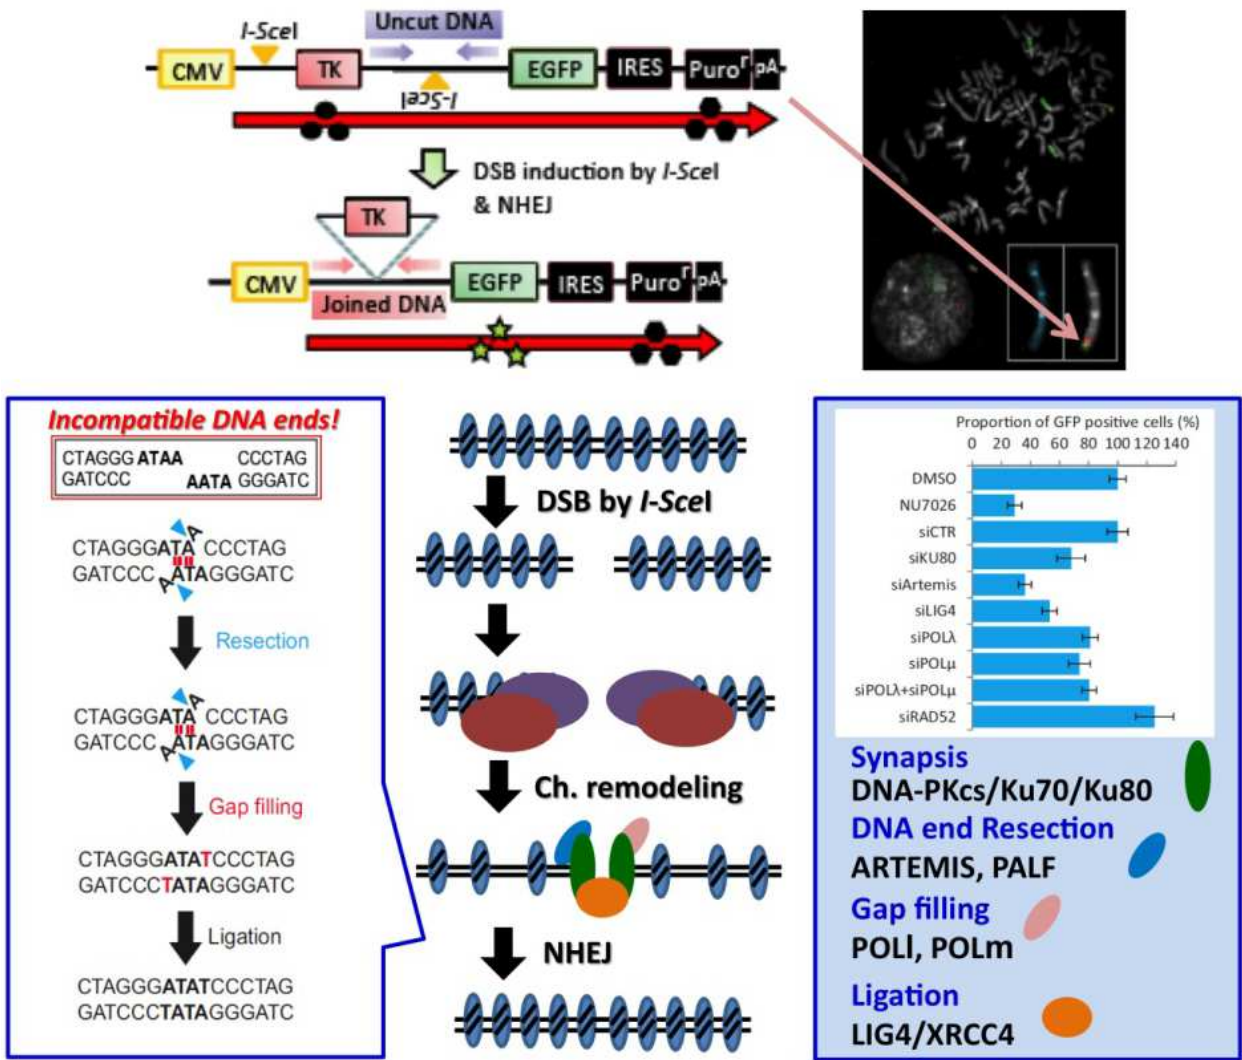 I-SceI
Uncut DNA
CMV
TK
EGFP
IRES
Puroʳ
pA
I-SceI
DSB induction by I-SceI
& NHEJ
TK
CMV
EGFP
IRES
Puroʳ
pA
Joined DNA
Incompatible DNA ends!
CTAGGG ATAA CCCTAG
GATCCC AATA GGGATC
A
CTAGGGATA CCCTAG
GATCCC ATAGGGATC
A
Resection
A
CTAGGGATA CCCTAG
GATCCC ATAGGGATC
A
Gap filling
CTAGGGATATCCCTAG
GATCCCTATAGGGATC
Ligation
CTAGGGATATCCCTAG
GATCCCTATAGGGATC
DSB by I-SceI
Ch. remodeling
NHEJ
Proportion of GFP positive cells (%)
0 20 40 60 80 100 120 140
DMSO
NU7026
siCTR
siKU80
siArtemis
siLIG4
siPOLλ
siPOLμ
siPOLλ+siPOLμ
siRAD52
Synapsis
DNA-PKcs/Ku70/Ku80
DNA end Resection
ARTEMIS, PALF
Gap filling
POLl, POLm
Ligation
LIG4/XRCC4